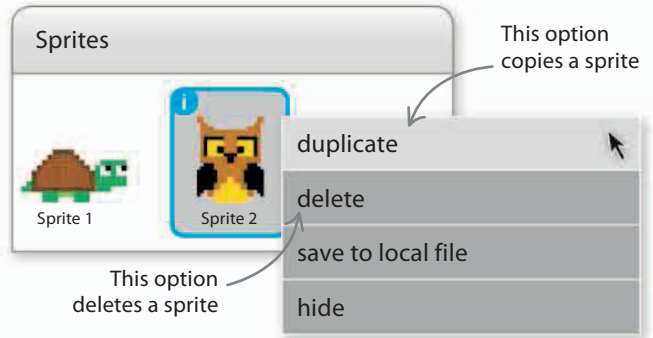 Sprites
This option
copies a sprite
i
duplicate
delete
save to local file
hide
Sprite 1
Sprite 2
This option
deletes a sprite